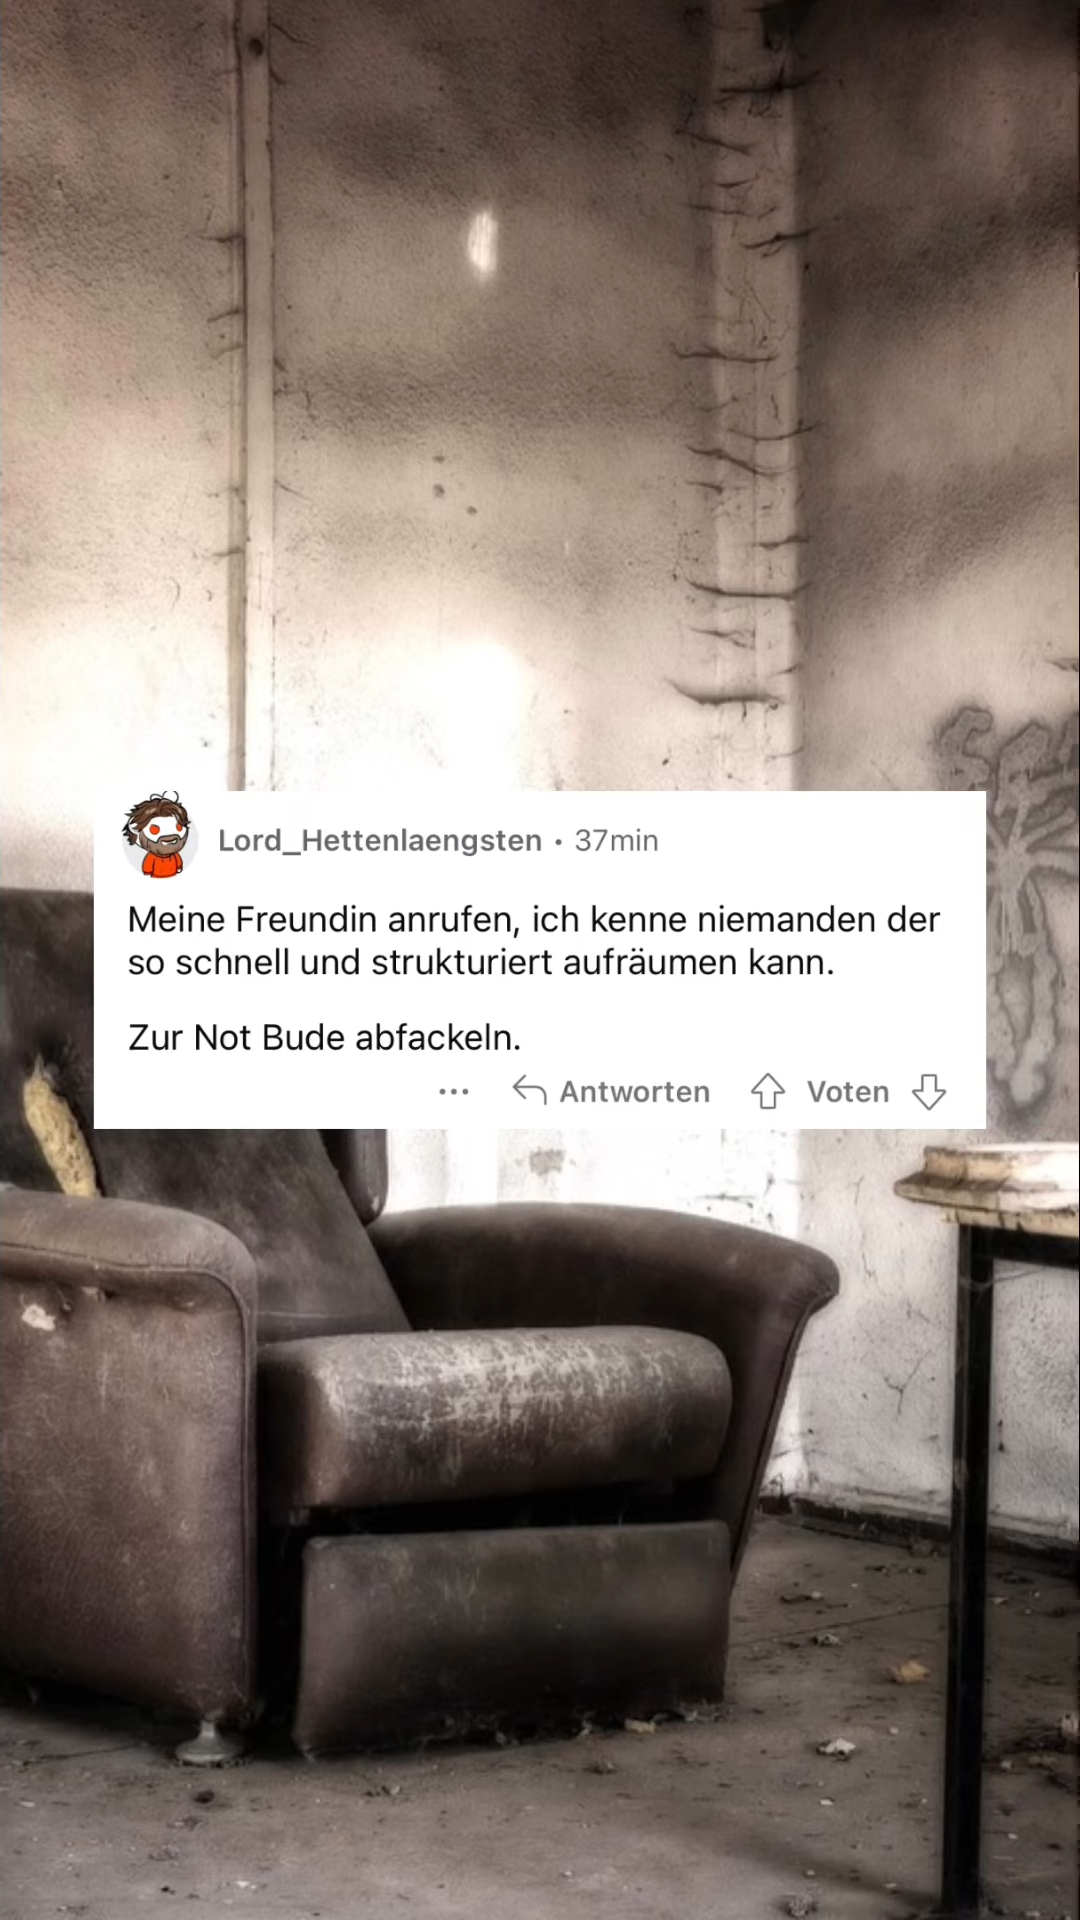 Lord_Hettenlaengsten • 37min
Meine Freundin anrufen, ich kenne niemanden der
so schnell und strukturiert aufräumen kann.
Zur Not Bude abfackeln.
... Antworten Voten